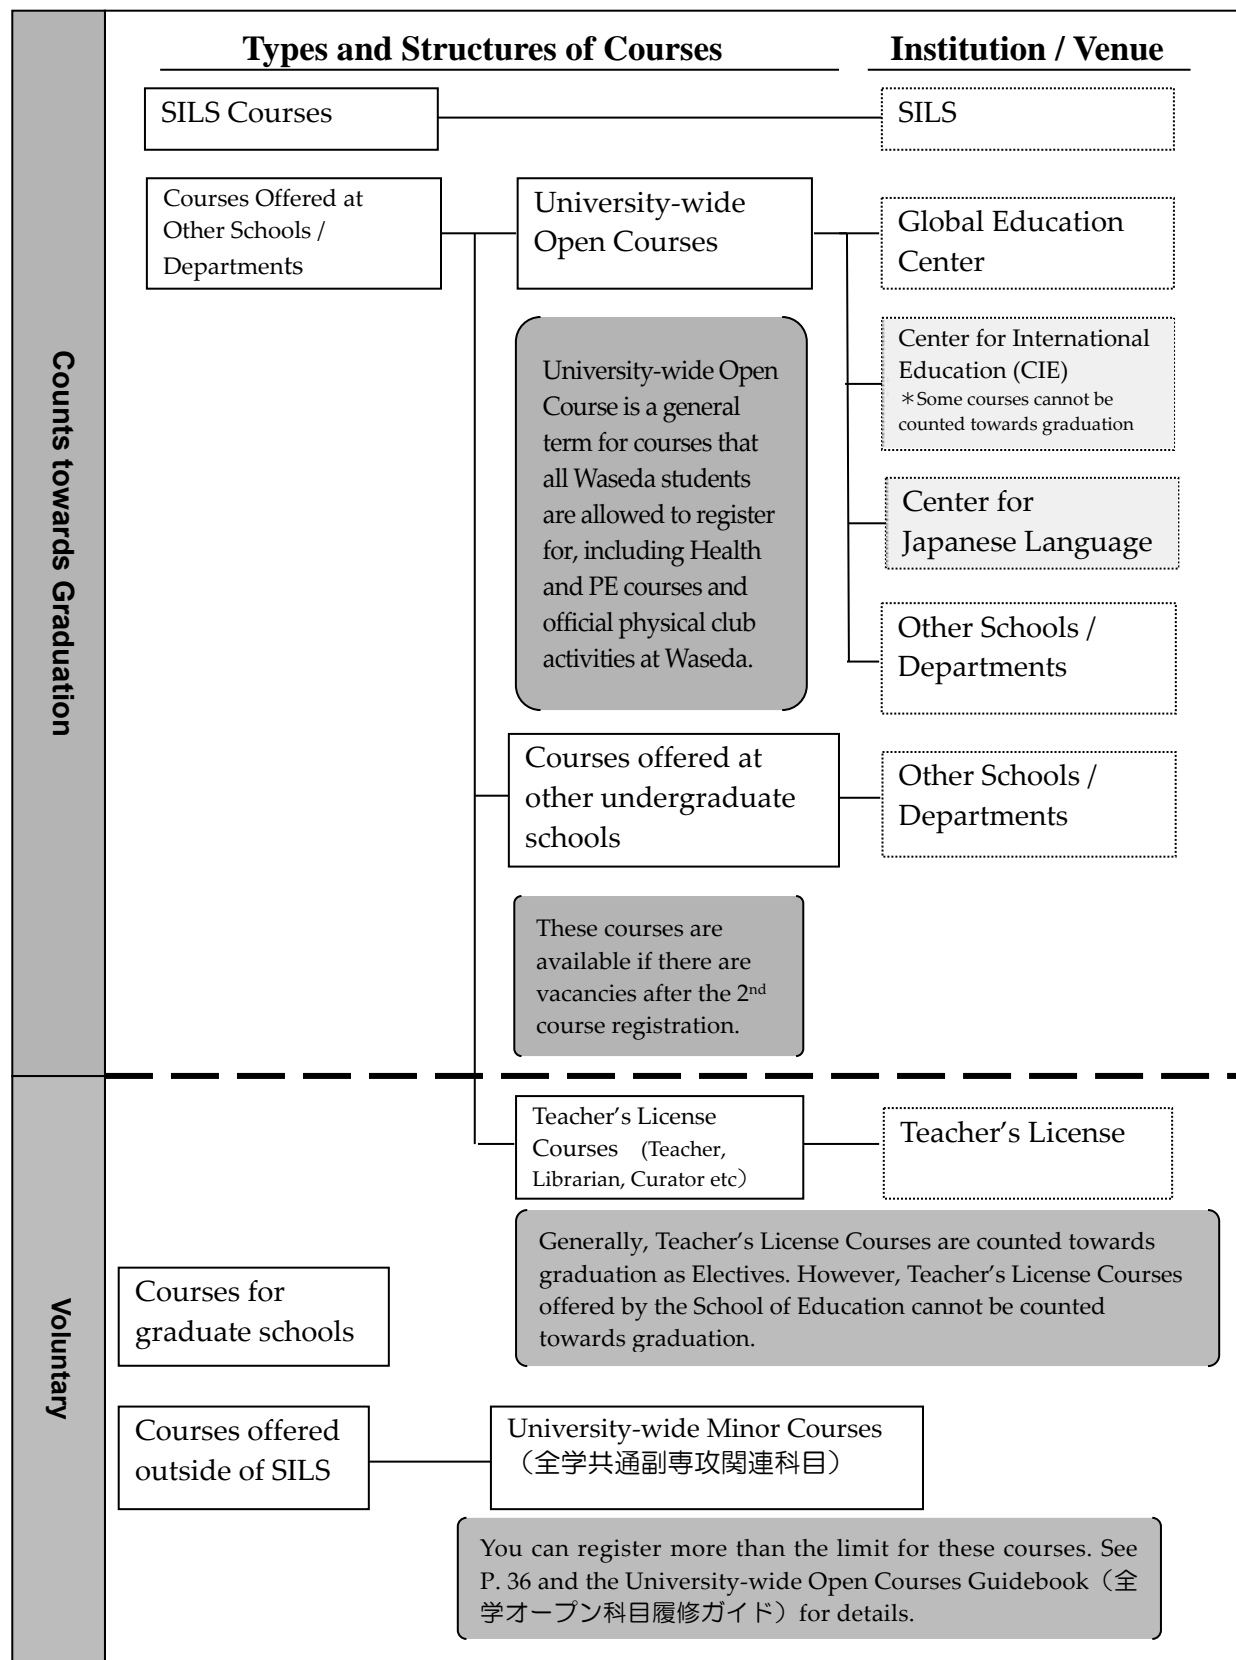 Types and Structures of Courses
Institution / Venue
SILS Courses
SILS
Courses Offered at
Other Schools /
Departments
University-wide
Open Courses
Global Education
Center
University-wide Open
Course is a general
term for courses that
all Waseda students
are allowed to register
for, including Health
and PE courses and
official physical club
activities at Waseda.
Center for International
Education (CIE)
＊Some courses cannot be
counted towards graduation
Center for
Japanese Language
Other Schools /
Departments
Courses offered at
other undergraduate
schools
Other Schools /
Departments
These courses are
available if there are
vacancies after the 2nd
course registration.
Counts towards Graduation
Teacher's License
Courses (Teacher,
Librarian, Curator etc）
Teacher's License
Generally, Teacher's License Courses are counted towards
graduation as Electives. However, Teacher's License Courses
offered by the School of Education cannot be counted
towards graduation.
Courses for
graduate schools
Courses offered
outside of SILS
University-wide Minor Courses
（全学共通副専攻関連科目）
You can register more than the limit for these courses. See
P. 36 and the University-wide Open Courses Guidebook（全
学オープン科目履修ガイド）for details.
Voluntary